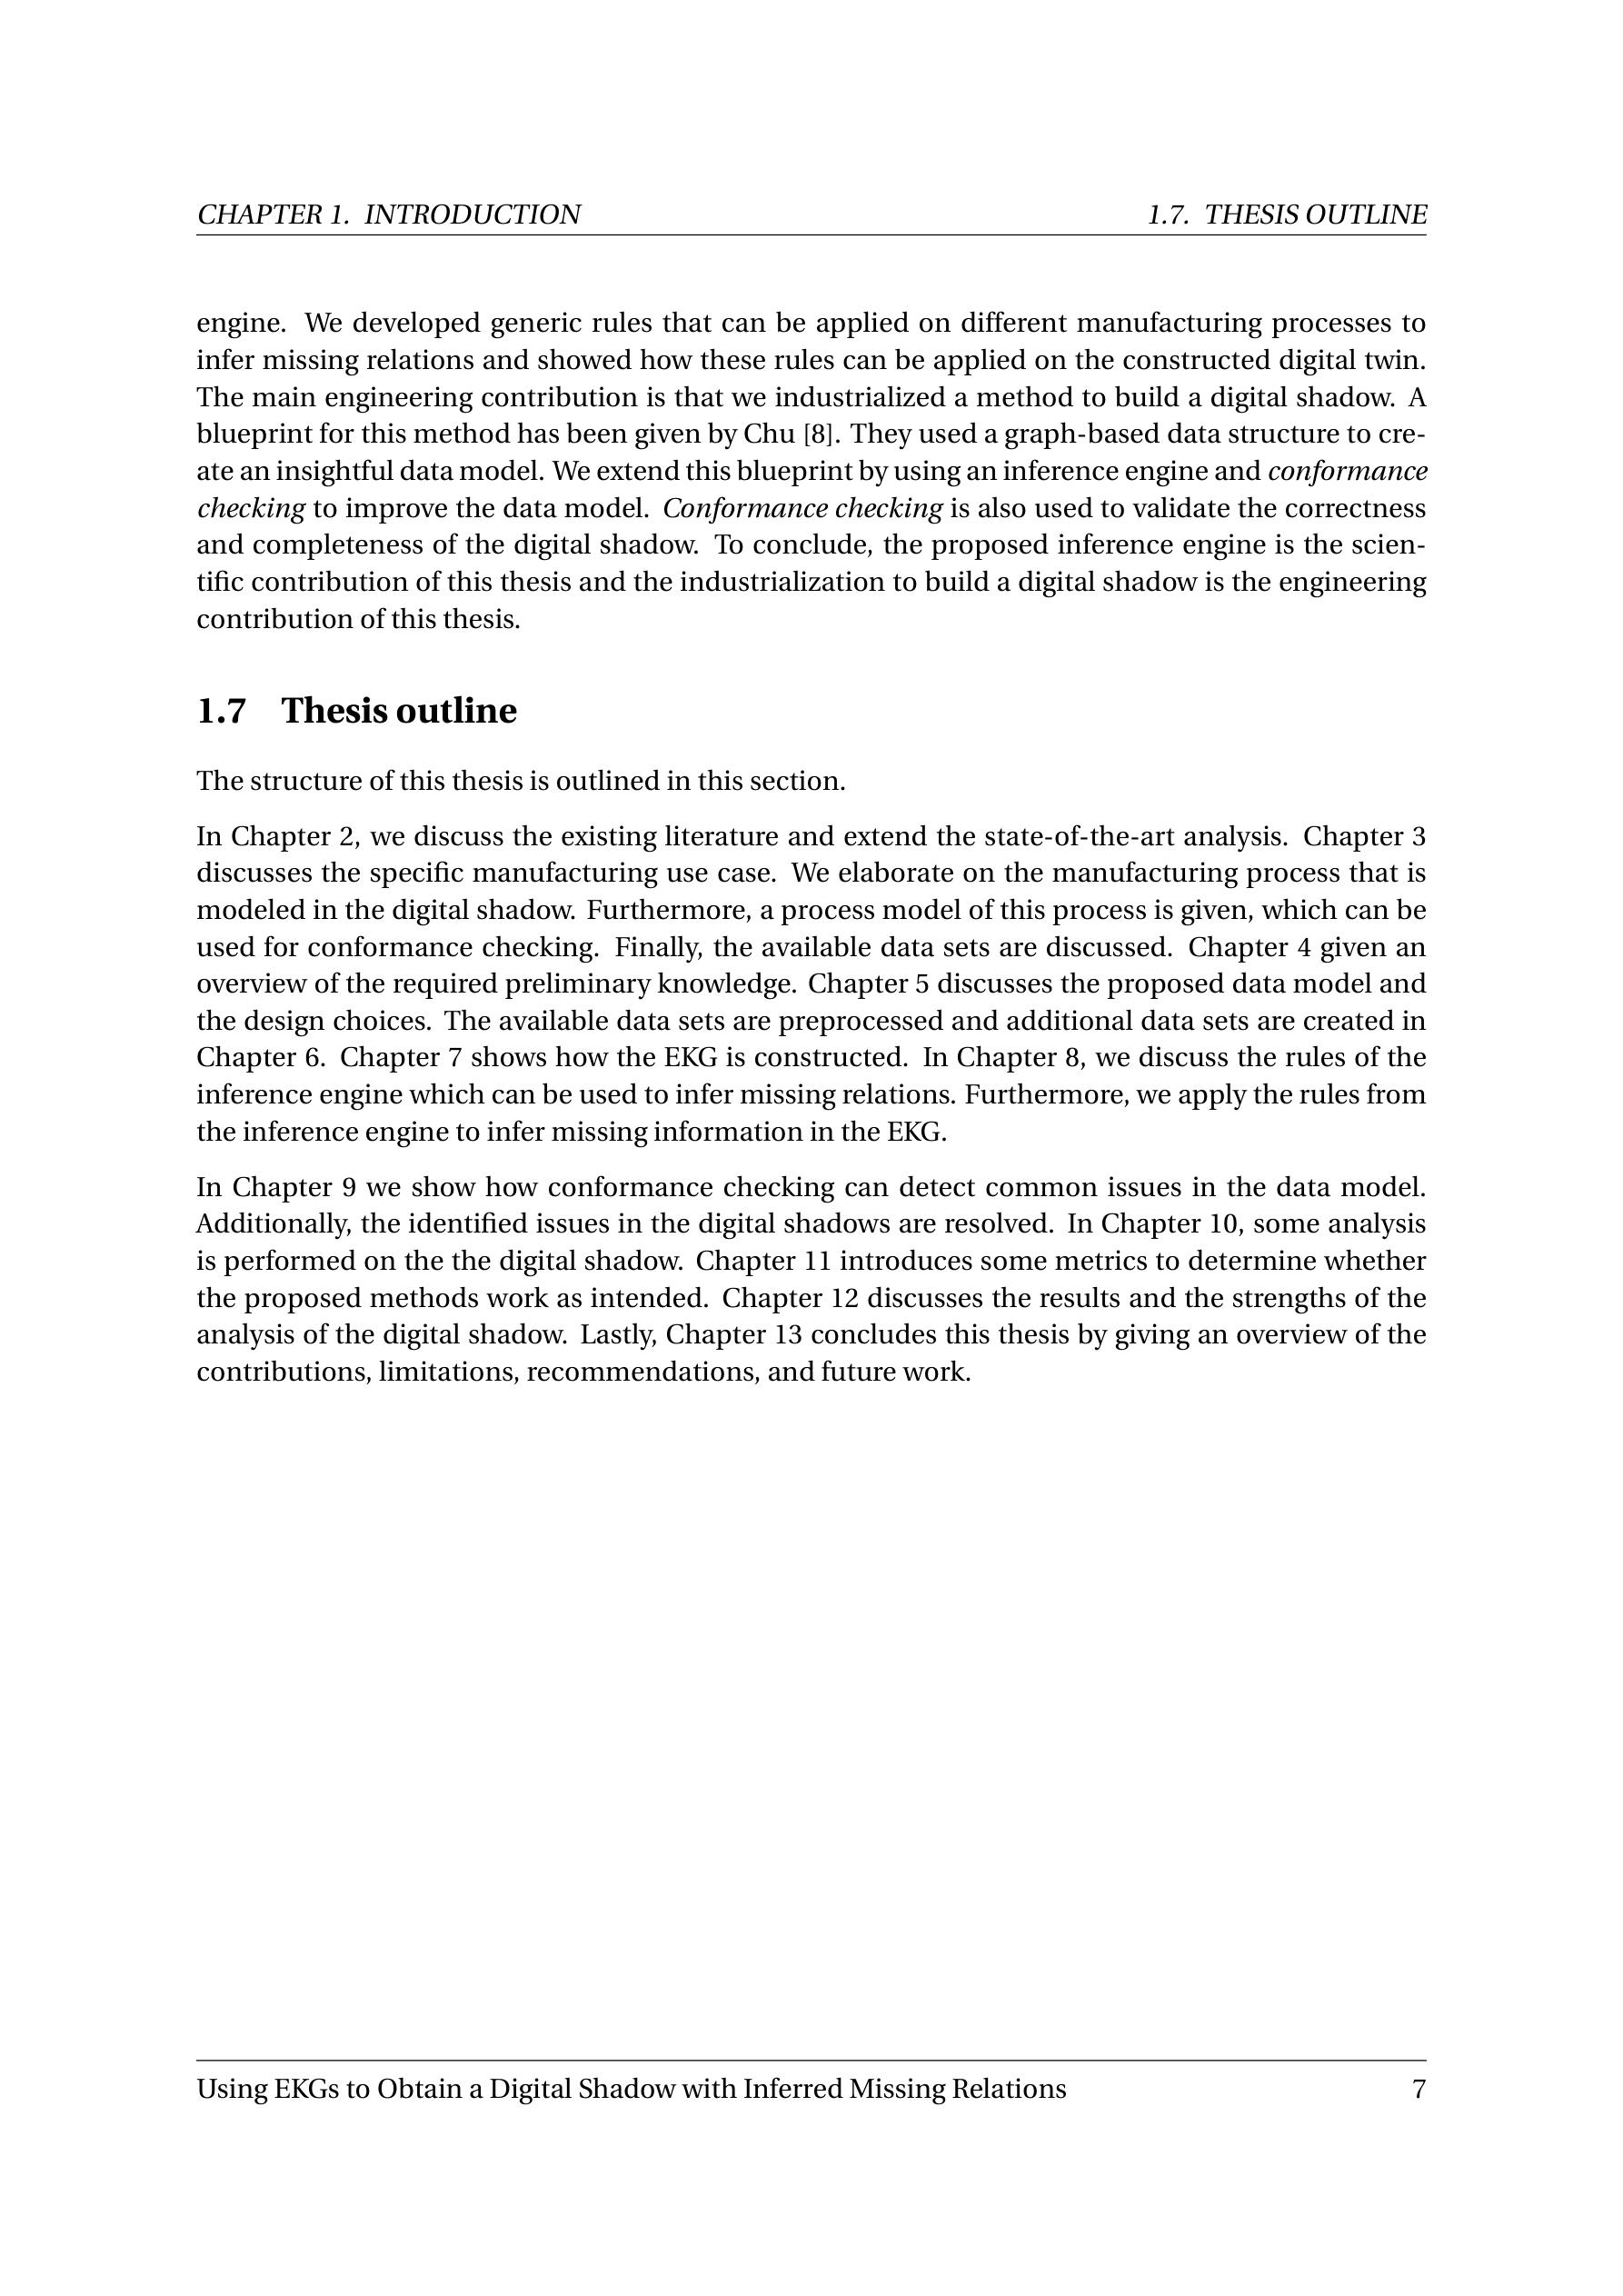 CHAPTER 1. INTRODUCTION 1.7. THESIS OUTLINE
engine. We developed generic rules that can be applied on different manufacturing processes to
infer missing relations and showed how these rules can be applied on the constructed digital twin.
The main engineering contribution is that we industrialized a method to build a digital shadow. A
blueprint for this method has been given by Chu [8]. They used a graph-based data structure to cre-
ate an insightful data model. We extend this blueprint by using an inference engine and conformance
checking to improve the data model. Conformance checking is also used to validate the correctness
and completeness of the digital shadow. To conclude, the proposed inference engine is the scien-
tific contribution of this thesis and the industrialization to build a digital shadow is the engineering
contribution of this thesis.
1.7 Thesis outline
The structure of this thesis is outlined in this section.
In Chapter 2, we discuss the existing literature and extend the state-of-the-art analysis. Chapter 3
discusses the specific manufacturing use case. We elaborate on the manufacturing process that is
modeled in the digital shadow. Furthermore, a process model of this process is given, which can be
used for conformance checking. Finally, the available data sets are discussed. Chapter 4 given an
overview of the required preliminary knowledge. Chapter 5 discusses the proposed data model and
the design choices. The available data sets are preprocessed and additional data sets are created in
Chapter 6. Chapter 7 shows how the EKG is constructed. In Chapter 8, we discuss the rules of the
inference engine which can be used to infer missing relations. Furthermore, we apply the rules from
the inference engine to infer missing information in the EKG.
In Chapter 9 we show how conformance checking can detect common issues in the data model.
Additionally, the identified issues in the digital shadows are resolved. In Chapter 10, some analysis
is performed on the the digital shadow. Chapter 11 introduces some metrics to determine whether
the proposed methods work as intended. Chapter 12 discusses the results and the strengths of the
analysis of the digital shadow. Lastly, Chapter 13 concludes this thesis by giving an overview of the
contributions, limitations, recommendations, and future work.
Using EKGs to Obtain a Digital Shadow with Inferred Missing Relations 7